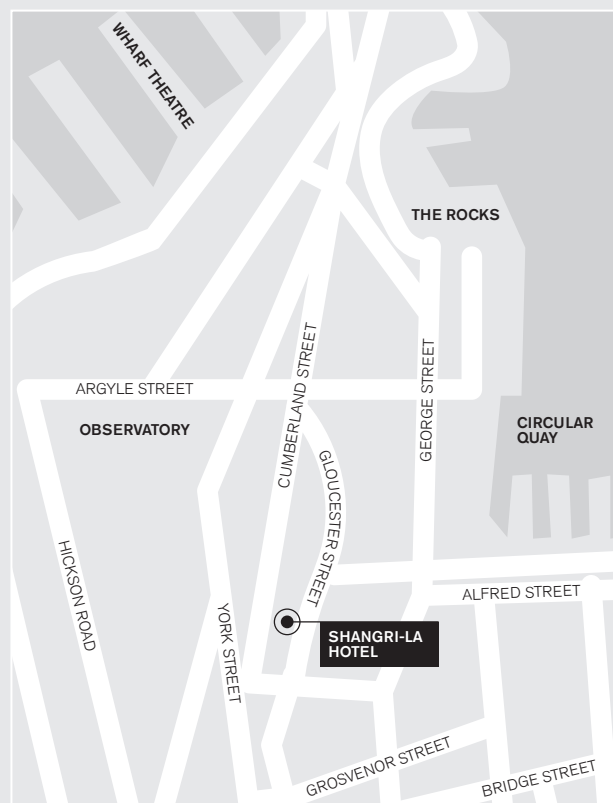 WHARF THEATRE
THE ROCKS
CUMBERLAND STREET
GEORGE STREET
ARGYLE STREET
OBSERVATORY
CIRCULAR
QUAY
GLOUCESTER STREET
HICKSON ROAD
ALFRED STREET
YORK STREET
SHANGRI-LA
HOTEL
GROSVENOR STREET
BRIDGE STREET